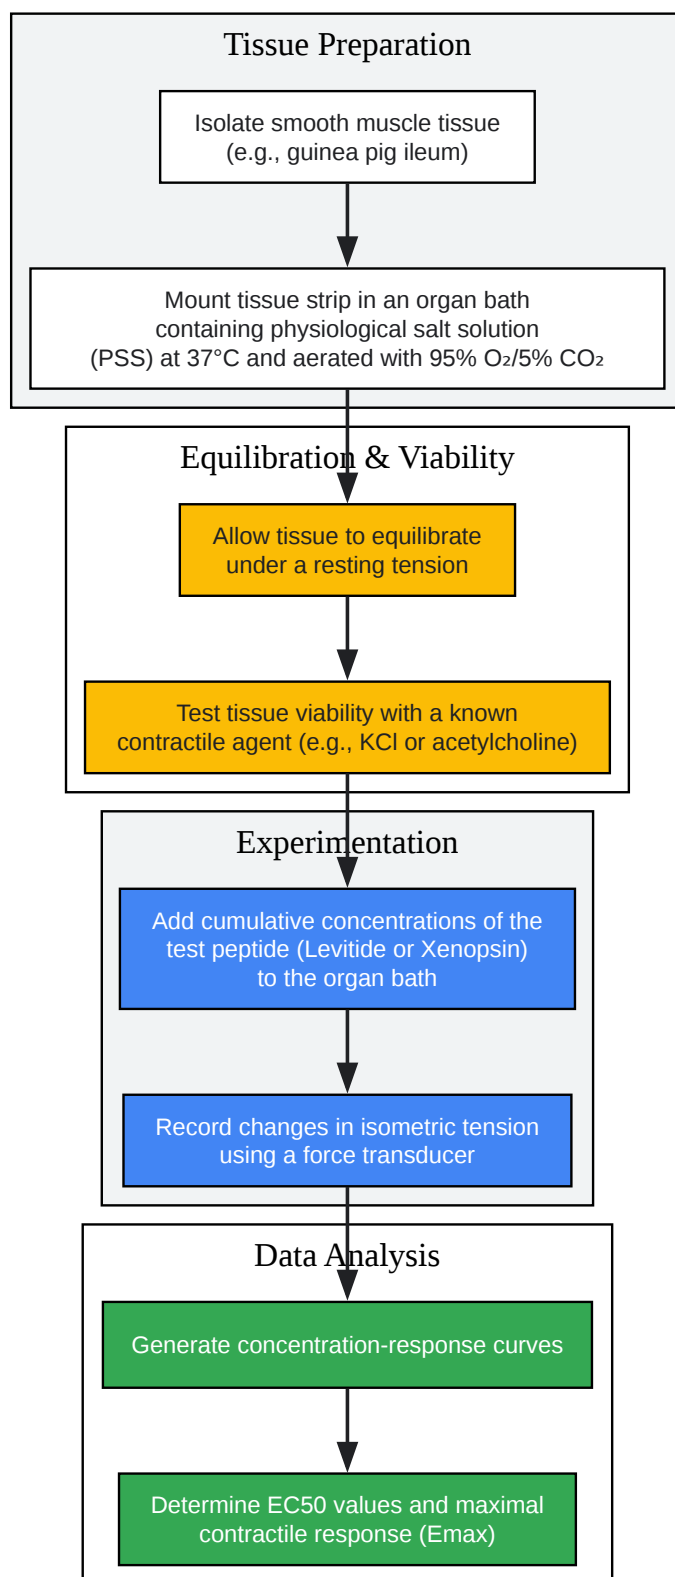 Tissue Preparation
Isolate smooth muscle tissue
(e.g., guinea pig ileum)
Mount tissue strip in an organ bath
containing physiological salt solution
(PSS) at 37°C and aerated with 95% O₂/5% CO₂
Equilibration & Viability
Allow tissue to equilibrate
under a resting tension
Test tissue viability with a known
contractile agent (e.g., KCl or acetylcholine)
Experimentation
Add cumulative concentrations of the
test peptide (Levitide or Xenopsin)
to the organ bath
Record changes in isometric tension
using a force transducer
Data Analysis
Generate concentration-response curves
Determine EC50 values and maximal
contractile response (Emax)